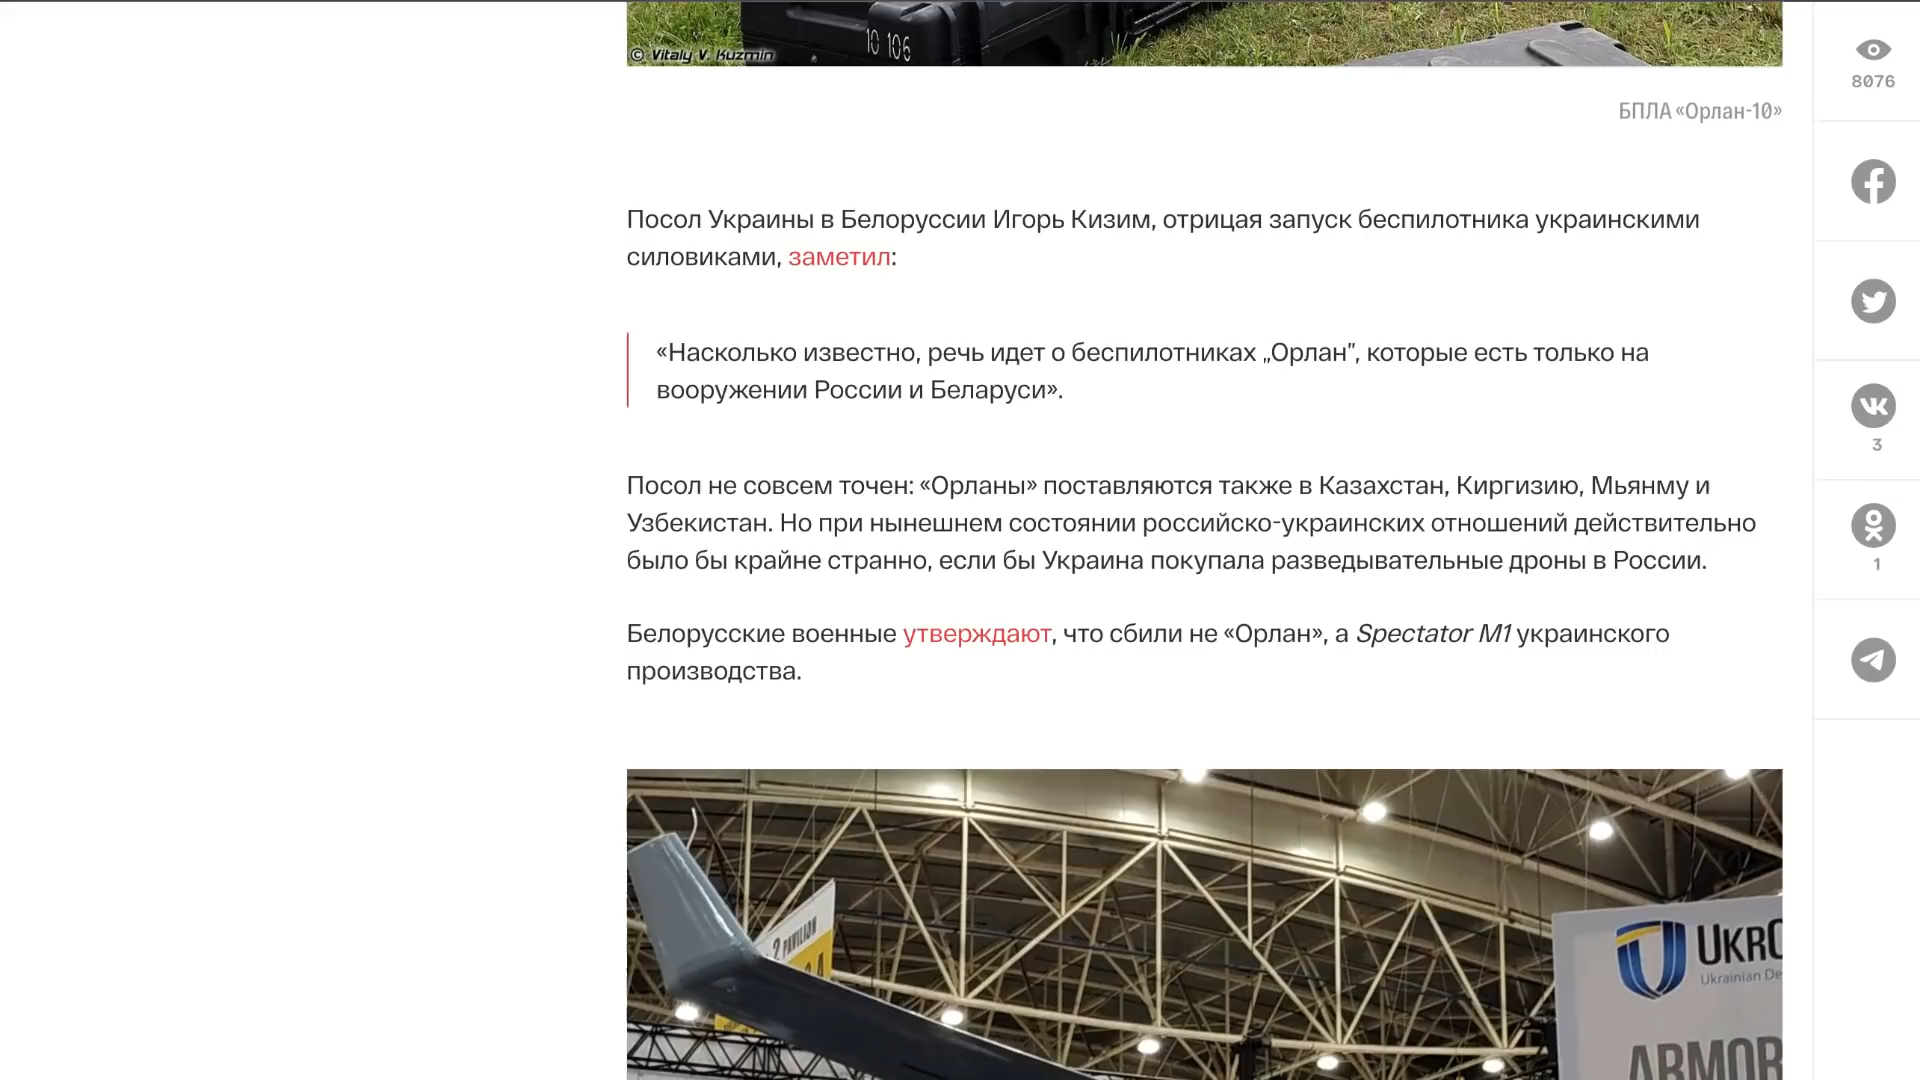 10 106
© Vitaly V. Kuzmin
8076
БПЛА «Орлан-10»
Посол Украины в Белоруссии Игорь Кизим, отрицая запуск беспилотника украинскими
силовиками, заметил:
«Насколько известно, речь идет о беспилотниках „Орлан”, которые есть только на
вооружении России и Беларуси».
3
Посол не совсем точен: «Орланы» поставляются также в Казахстан, Киргизию, Мьянму и
Узбекистан. Но при нынешнем состоянии российско-украинских отношений действительно
было бы крайне странно, если бы Украина покупала разведывательные дроны в России.
1
Белорусские военные утверждают, что сбили не «Орлан», а Spectator M1 украинского
производства.
2 PAVILION
UKRO
Ukrainian De
ARMOR